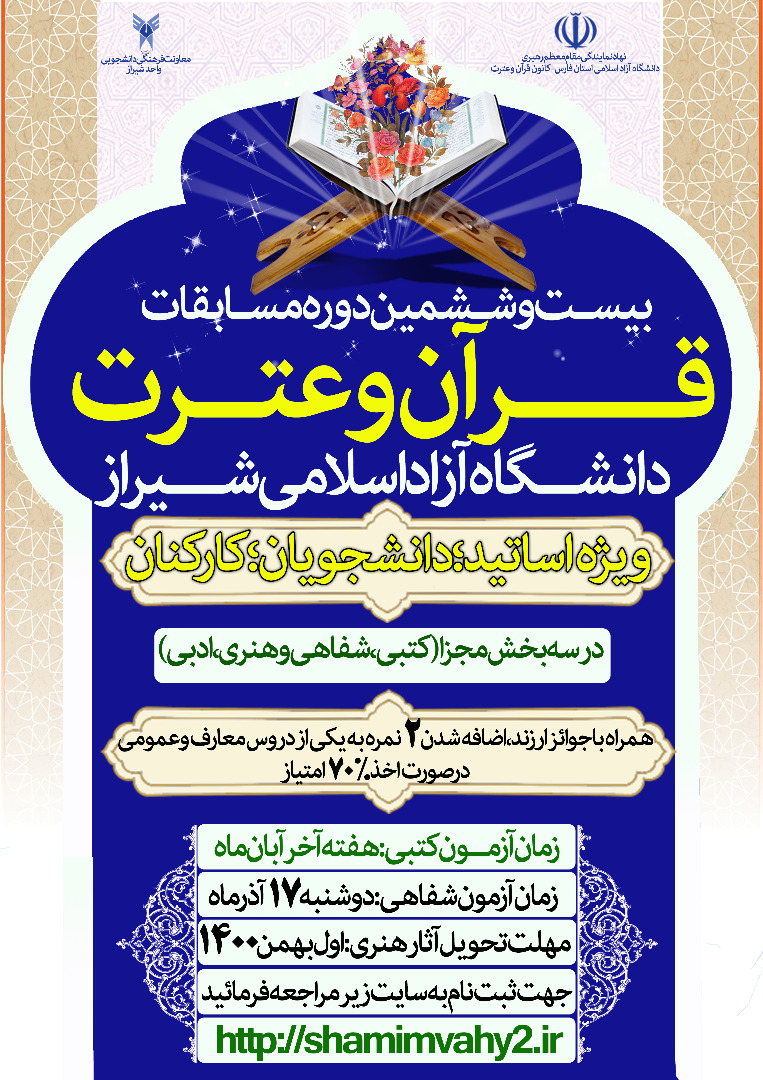 نهاد نمایندگی مقام معظم رهبری
دانشگاه آزاد اسلامی استان فارس - کانون قرآن و عترت
معاونت فرهنگی دانشجویی
واحد شیراز
بیست و ششمین دوره مسابقات
قرآن و عترت
دانشگاه آزاد اسلامی شیراز
ویژه اساتید؛ دانشجویان؛ کارکنان
در سه بخش مجزا (کتبی، شفاهی و هنری، ادبی)
همراه با جوائز ارزند، اضافه شدن ۲ نمره به یکی از دروس معارف و عمومی
در صورت اخذ ۷۰٪ امتیاز
زمان آزمون کتبی: هفته آخر آبان ماه
زمان آزمون شفاهی: دوشنبه ۱۷ آذر ماه
مهلت تحویل آثار هنری: اول بهمن ۱۴۰۰
جهت ثبت نام به سایت زیر مراجعه فرمائید
http://shamimvahy2.ir